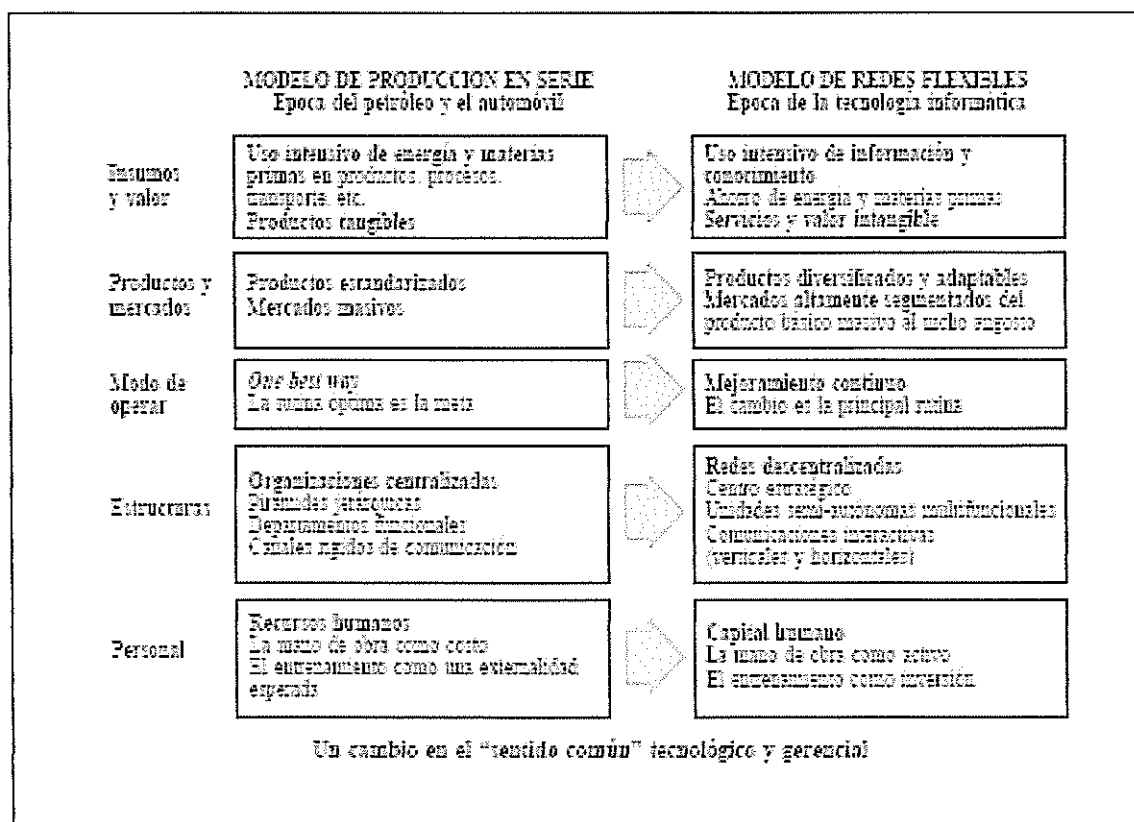 MODELO DE PRODUCCION EN SERIE
Epoca del petróleo y el automóvil
MODELO DE REDES FLEXIBLES
Epoca de la tecnología informática
Insumos
y valor
Uso intensivo de energía y materias
primas en productos, procesos,
transporte, etc.
Productos tangibles
Uso intensivo de información y
conocimiento
Ahorro de energía y materias primas
Servicios y valor intangible
Productos y
mercados
Productos estandarizados
Mercados masivos
Productos diversificados y adaptables
Mercados altamente segmentados del
producto básico masivo al nicho angosto
Modo de
operar
One best way
La rutina óptima es la meta
Mejoramiento continuo
El cambio es la principal rutina
Estructuras
Organizaciones centralizadas
Pirámides jerárquicas
Departamentos funcionales
Canales rígidos de comunicación
Redes descentralizadas
Centro estratégico
Unidades semi-autónomas multifuncionales
Comunicaciones interactivas
(verticales y horizontales)
Personal
Recursos humanos
La mano de obra como costo
El entrenamiento como una externalidad
esperada
Capital humano
La mano de obra como activo
El entrenamiento como inversión
Un cambio en el "sentido común" tecnológico y gerencial